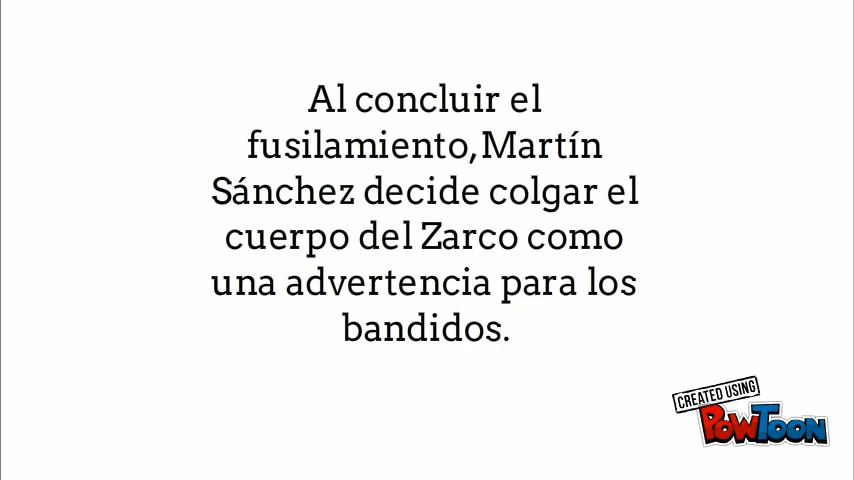 Al concluir el
fusilamiento, Martín
Sánchez decide colgar el
cuerpo del Zarco como
una advertencia para los
bandidos.
CREATED USING
POWTOON